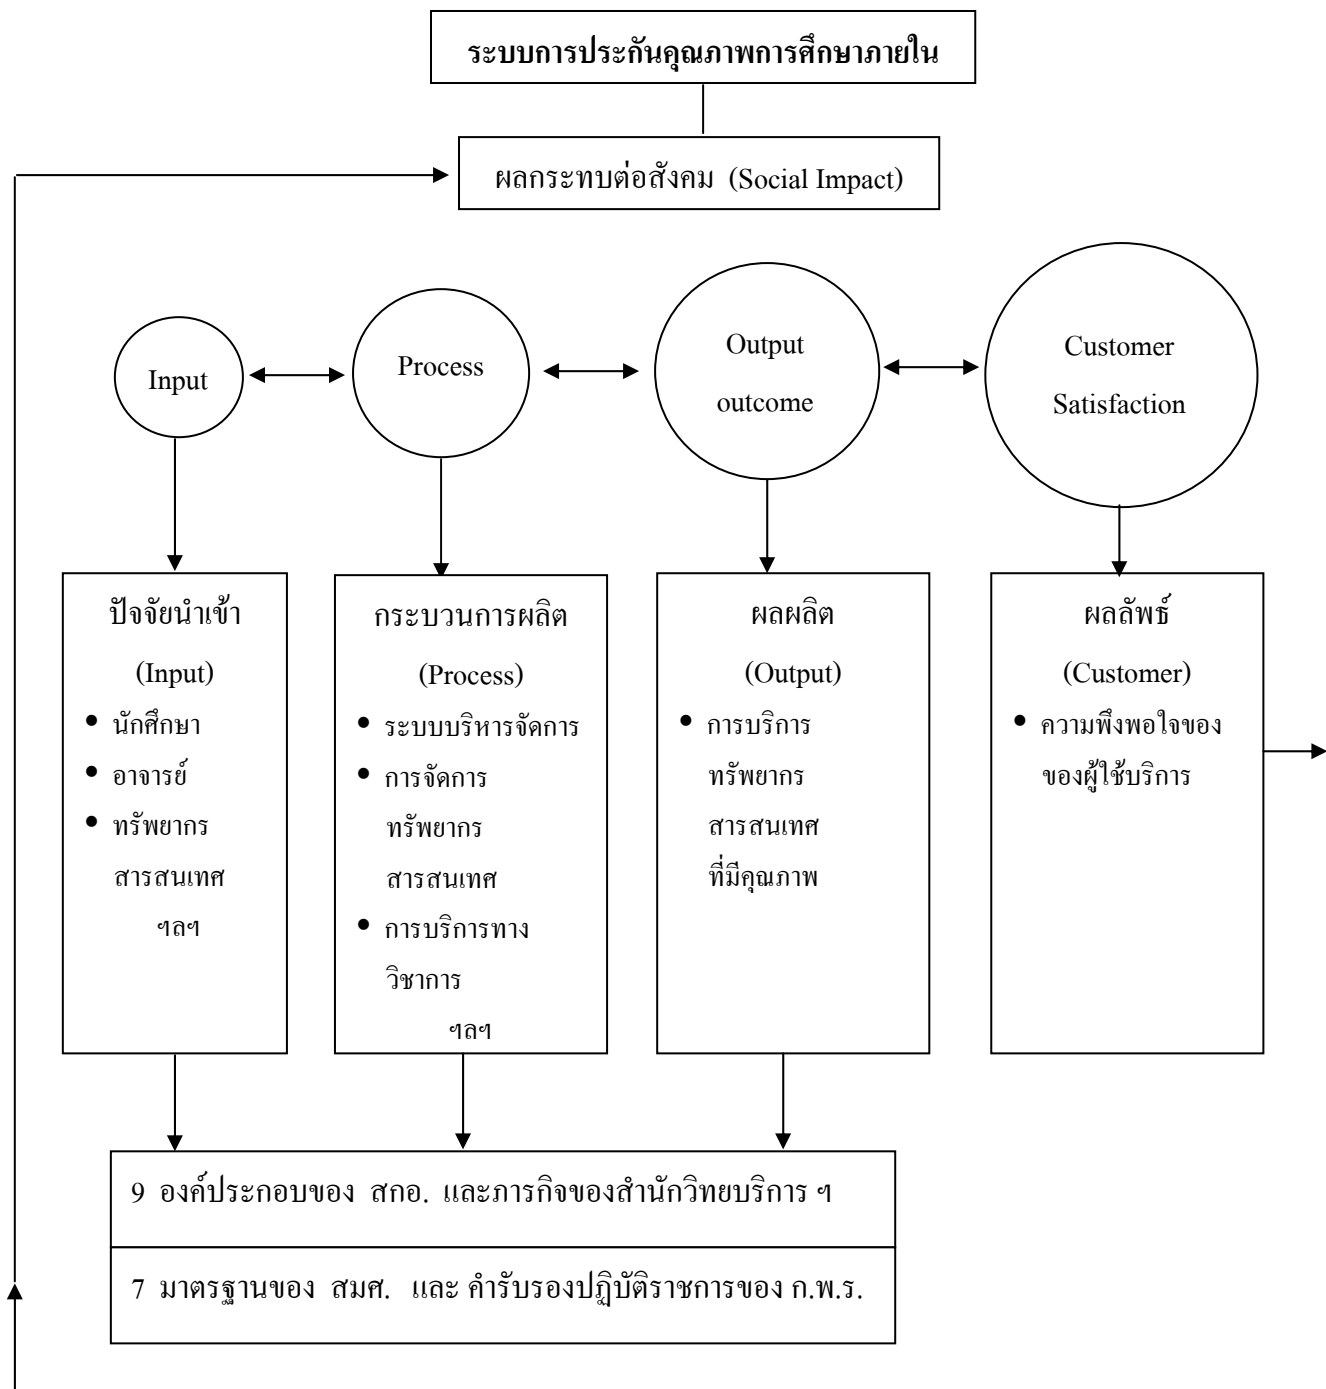 ระบบการประกันคุณภาพการศึกษาภายใน
ผลกระทบต่อสังคม (Social Impact)
Input
Process
Output
outcome
Customer
Satisfaction
ปัจจัยนำเข้า
(Input)
• นักศึกษา
• อาจารย์
• ทรัพยากร
สารสนเทศ
ฯลฯ
กระบวนการผลิต
(Process)
• ระบบบริหารจัดการ
• การจัดการ
ทรัพยากร
สารสนเทศ
• การบริการทาง
วิชาการ
ฯลฯ
ผลผลิต
(Output)
• การบริการ
ทรัพยากร
สารสนเทศ
ที่มีคุณภาพ
ผลลัพธ์
(Customer)
• ความพึงพอใจของ
ของผู้ใช้บริการ
9 องค์ประกอบของ สกอ. และภารกิจของสำนักวิทยบริการ ฯ
7 มาตรฐานของ สมศ. และ คำรับรองปฏิบัติราชการของ ก.พ.ร.